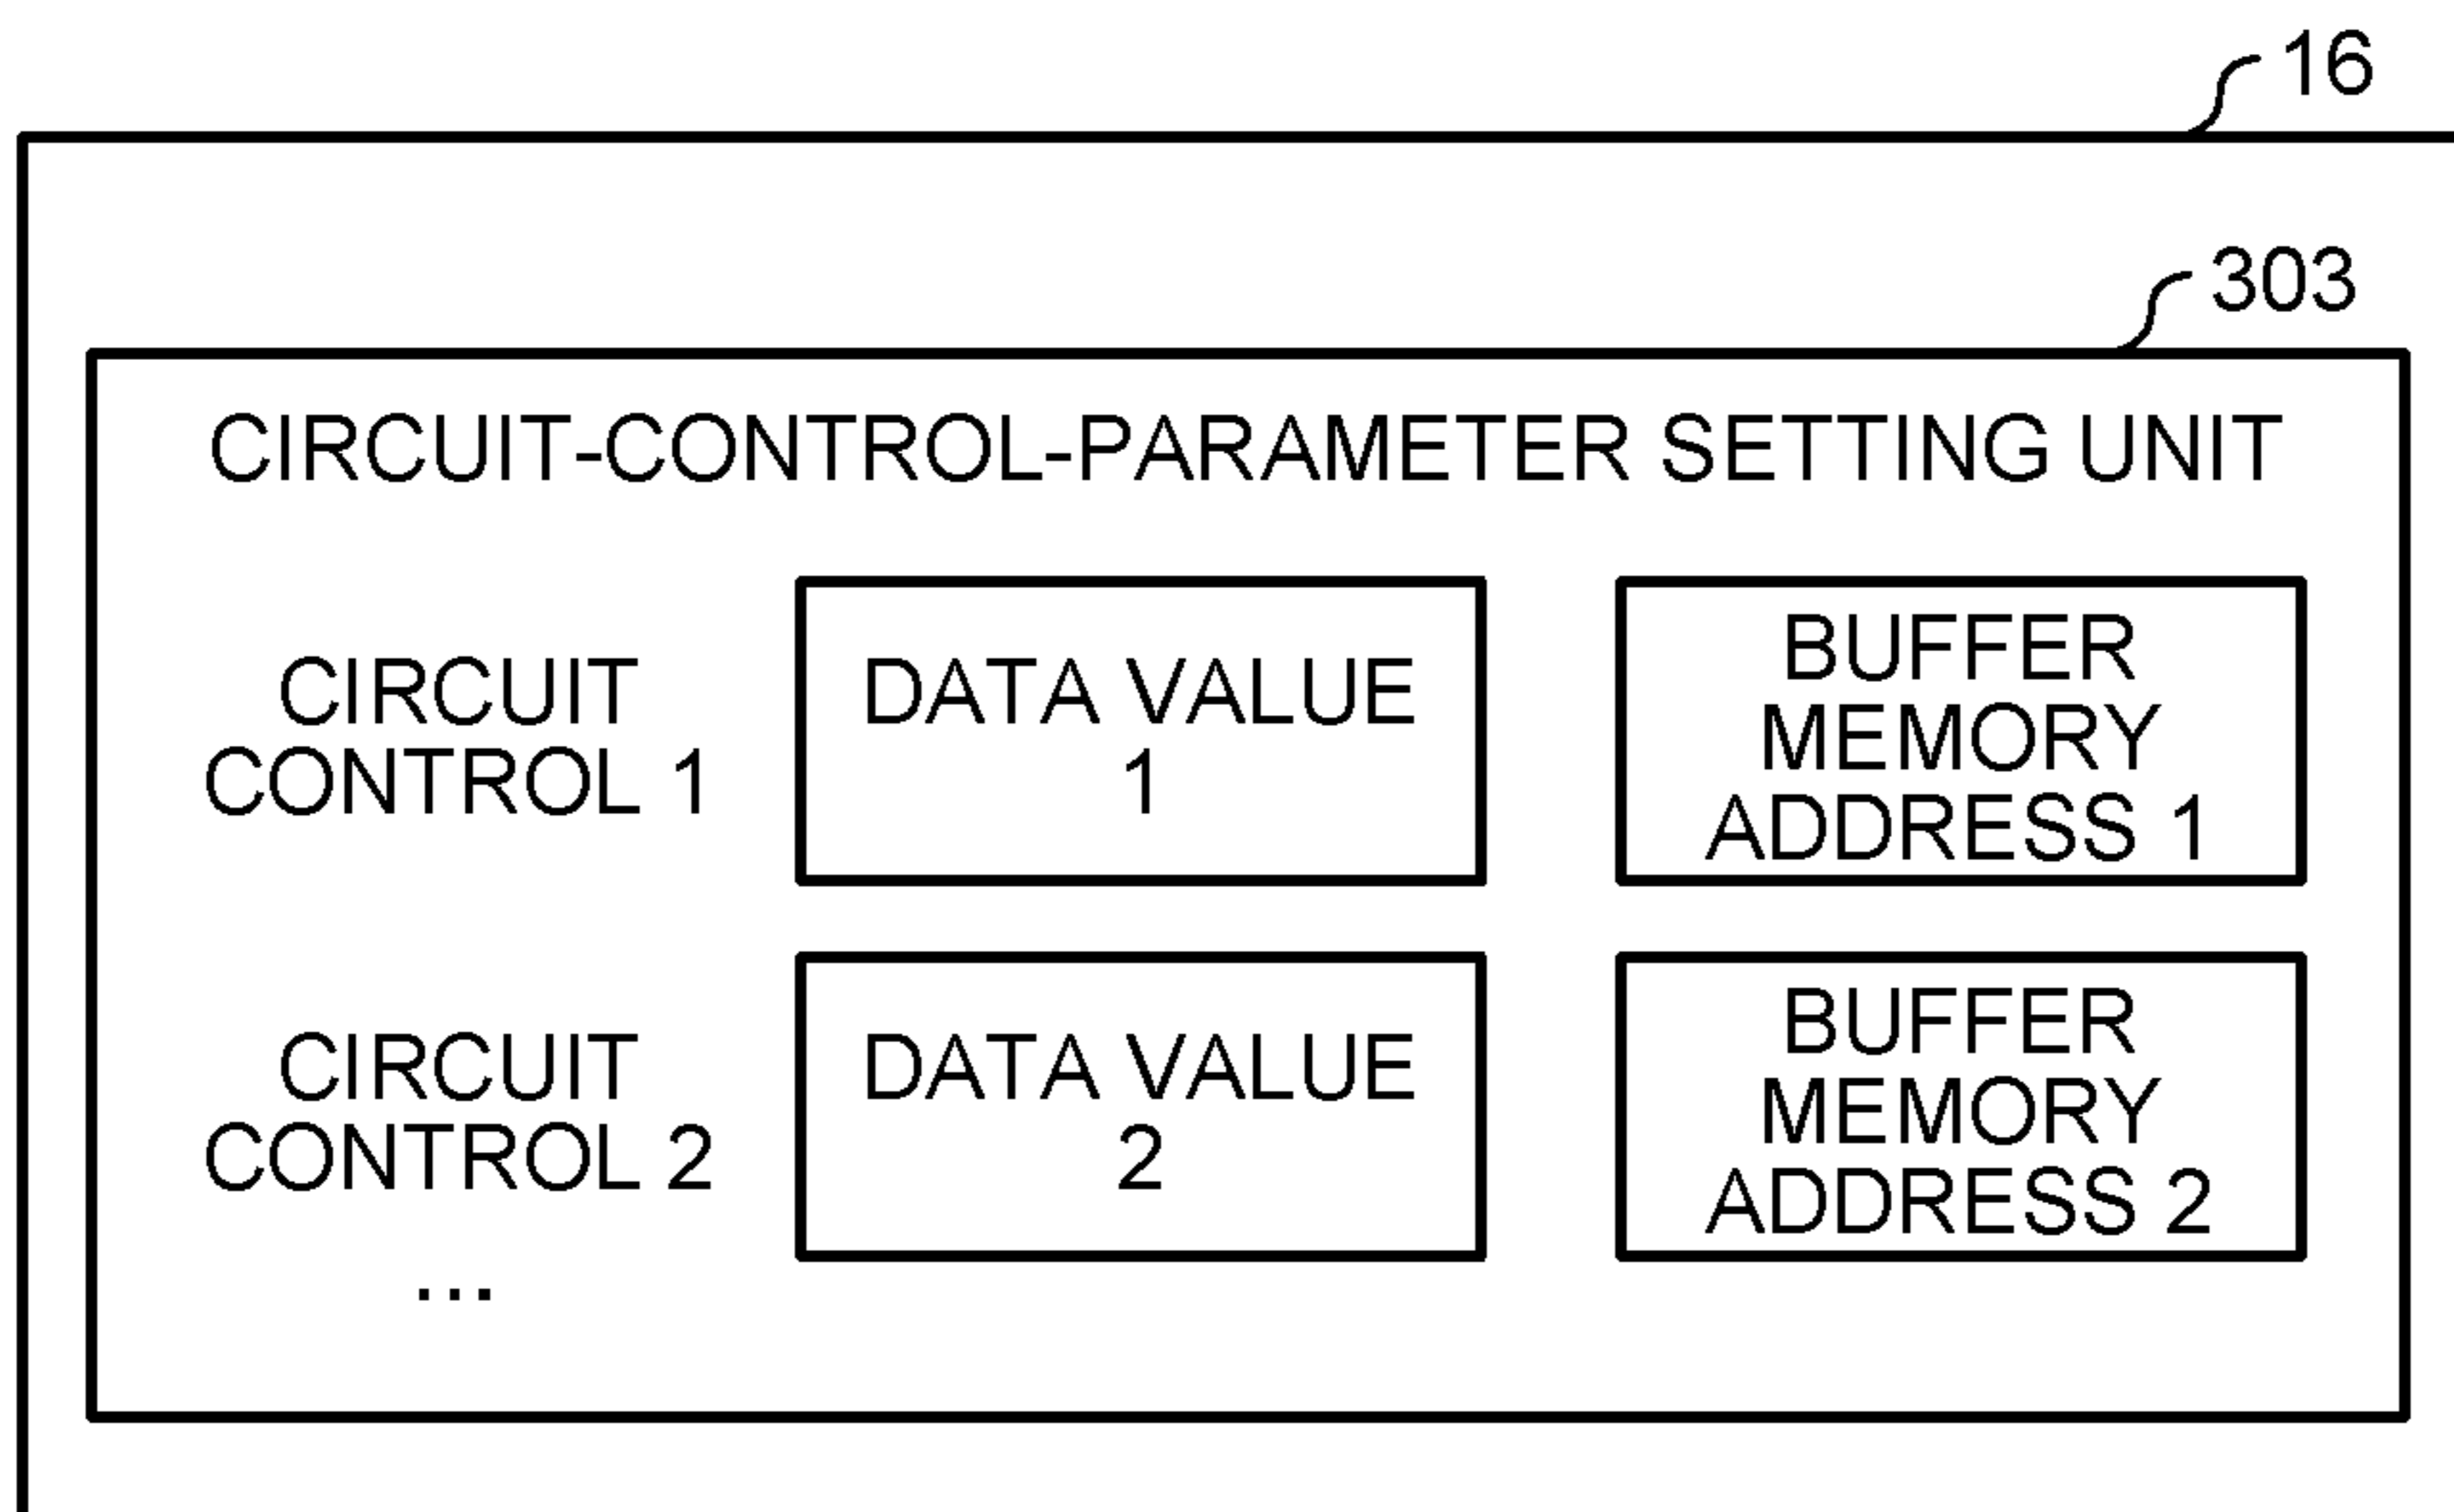 16
303
CIRCUIT-CONTROL-PARAMETER SETTING UNIT
CIRCUIT
CONTROL 1
DATA VALUE
1
BUFFER
MEMORY
ADDRESS 1
CIRCUIT
CONTROL 2
DATA VALUE
2
BUFFER
MEMORY
ADDRESS 2
...